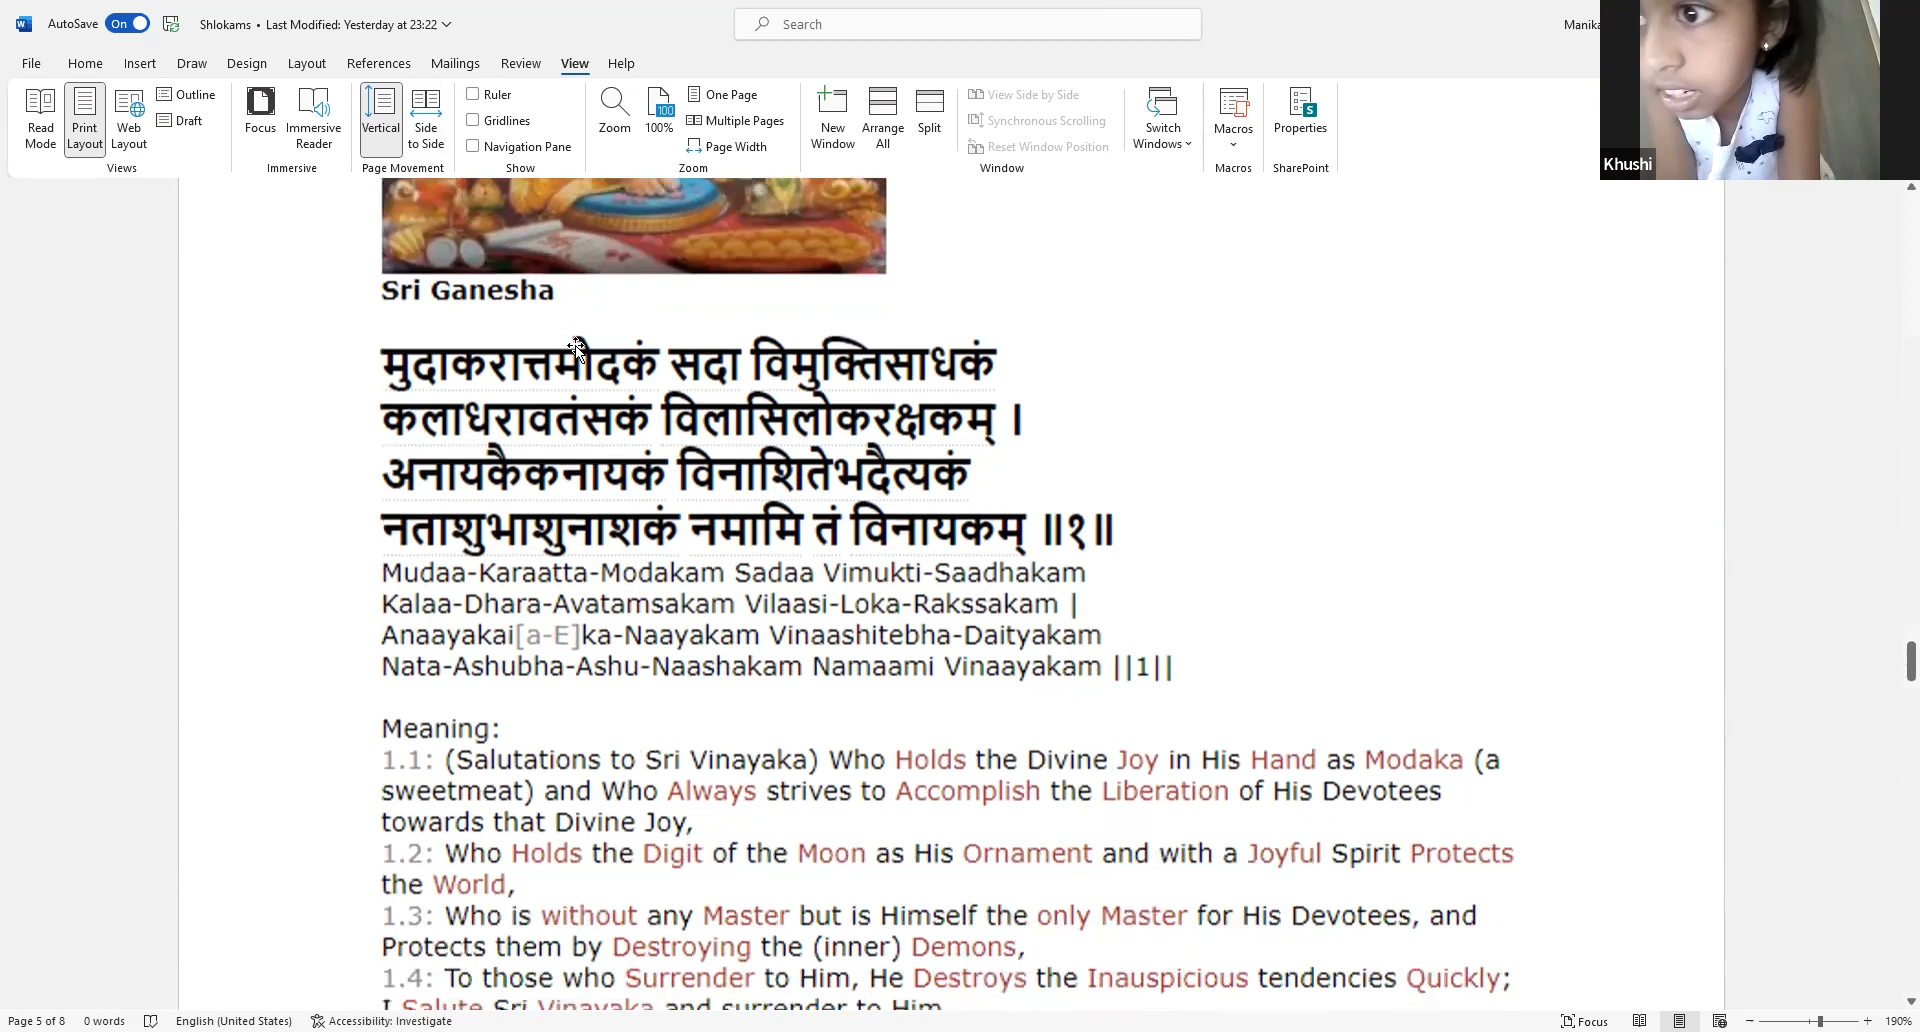 AutoSave On Shlokams • Last Modified: Yesterday at 23:22 Search Manika
File Home Insert Draw Design Layout References Mailings Review View Help
Read Mode Print Layout Web Layout Outline Draft Focus Immersive Reader Vertical Side to Side Ruler Gridlines Navigation Pane Zoom 100 100% One Page Multiple Pages Page Width New Window Arrange All Split View Side by Side Synchronous Scrolling Reset Window Position Switch Windows Macros Properties
Views Immersive Page Movement Show Zoom Window Macros SharePoint
Khushi
Sri Ganesha
मुदाकरात्तमोदकं सदा विमुक्तिसाधकं
कलाधरावतंसकं विलासिलोकरक्षकम् ।
अनायकैकनायकं विनाशितेभदैत्यकं
नताशुभाशुनाशकं नमामि तं विनायकम् ॥१॥
Mudaa-Karaatta-Modakam Sadaa Vimukti-Saadhakam
Kalaa-Dhara-Avatamsakam Vilaasi-Loka-Rakssakam |
Anaayakai[a-E]ka-Naayakam Vinaashitebha-Daityakam
Nata-Ashubha-Ashu-Naashakam Namaami Vinaayakam ||1||
Meaning:
1.1: (Salutations to Sri Vinayaka) Who Holds the Divine Joy in His Hand as Modaka (a
sweetmeat) and Who Always strives to Accomplish the Liberation of His Devotees
towards that Divine Joy,
1.2: Who Holds the Digit of the Moon as His Ornament and with a Joyful Spirit Protects
the World,
1.3: Who is without any Master but is Himself the only Master for His Devotees, and
Protects them by Destroying the (inner) Demons,
1.4: To those who Surrender to Him, He Destroys the Inauspicious tendencies Quickly;
I Salute Sri Vinayaka and surrender to Him
Page 5 of 8 0 words English (United States) Accessibility: Investigate Focus 190%